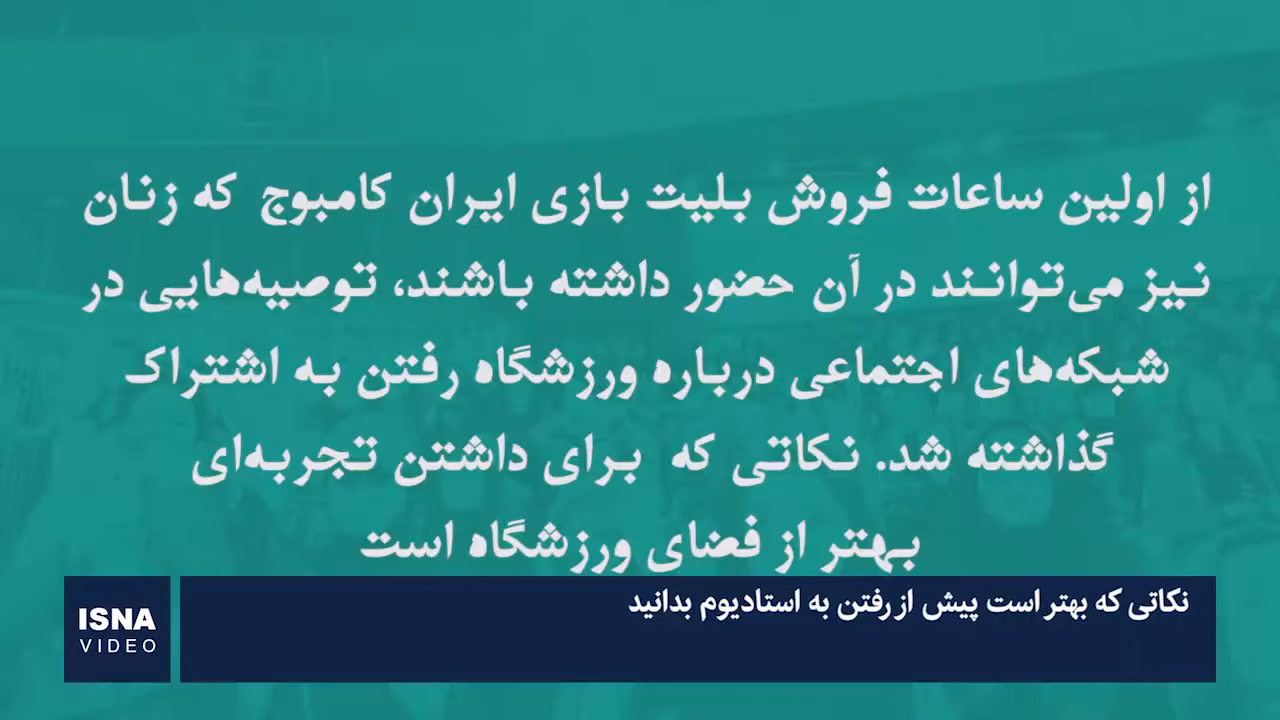 از اولین ساعات فروش بلیت بازی ایران کامبوج که زنان
نیز می‌توانند در آن حضور داشته باشند، توصیه‌هایی در
شبکه‌های اجتماعی درباره ورزشگاه رفتن به اشتراک
گذاشته شد. نکاتی که برای داشتن تجربه‌ای
بهتر از فضای ورزشگاه است
نکاتی که بهتر است پیش از رفتن به استادیوم بدانید
ISNA
VIDEO